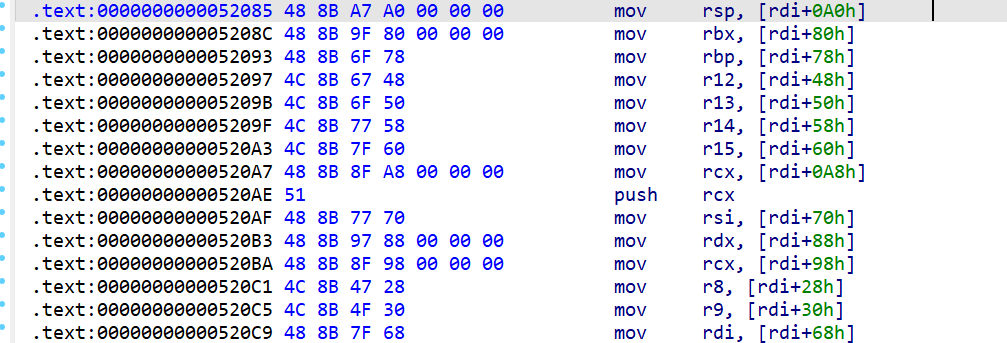 .text:0000000000052085 48 8B A7 A0 00 00 00 mov rsp, [rdi+0A0h]
.text:000000000005208C 48 8B 9F 80 00 00 00 mov rbx, [rdi+80h]
.text:0000000000052093 48 8B 6F 78 mov rbp, [rdi+78h]
.text:0000000000052097 4C 8B 67 48 mov r12, [rdi+48h]
.text:000000000005209B 4C 8B 6F 50 mov r13, [rdi+50h]
.text:000000000005209F 4C 8B 77 58 mov r14, [rdi+58h]
.text:00000000000520A3 4C 8B 7F 60 mov r15, [rdi+60h]
.text:00000000000520A7 48 8B 8F A8 00 00 00 mov rcx, [rdi+0A8h]
.text:00000000000520AE 51 push rcx
.text:00000000000520AF 48 8B 77 70 mov rsi, [rdi+70h]
.text:00000000000520B3 48 8B 97 88 00 00 00 mov rdx, [rdi+88h]
.text:00000000000520BA 48 8B 8F 98 00 00 00 mov rcx, [rdi+98h]
.text:00000000000520C1 4C 8B 47 28 mov r8, [rdi+28h]
.text:00000000000520C5 4C 8B 4F 30 mov r9, [rdi+30h]
.text:00000000000520C9 48 8B 7F 68 mov rdi, [rdi+68h]